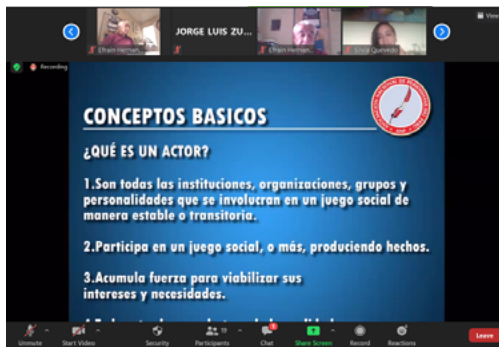 View
JORGE LUIS ZU...
Efrain Hernan...
Efrain Hernan...
Silvia Quevedo
Recording
CONCEPTOS BASICOS
¿QUÉ ES UN ACTOR?
1.Son todas las instituciones, organizaciones, grupos y
personalidades que se involucran en un juego social de
manera estable o transitoria.
2.Participa en un juego social, o más, produciendo hechos.
3.Acumula fuerza para viabilizar sus
intereses y necesidades.
Unmute
Start Video
Security
Participants
19
Chat
Share Screen
Record
Reactions
Leave